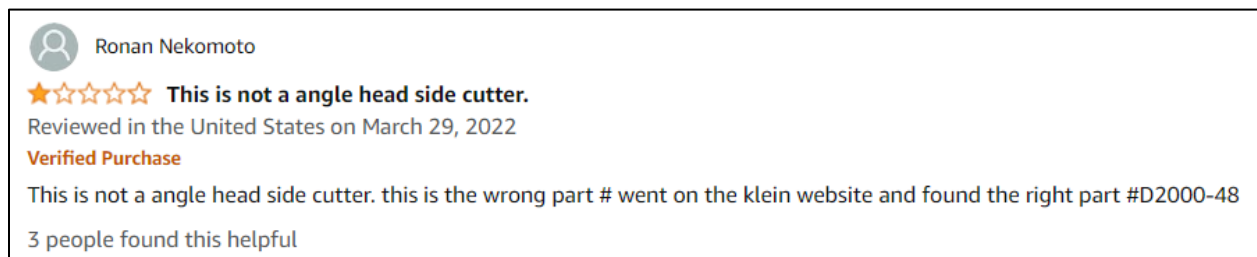 Ronan Nekomoto
This is not a angle head side cutter.
Reviewed in the United States on March 29, 2022
Verified Purchase
This is not a angle head side cutter. this is the wrong part # went on the klein website and found the right part #D2000-48
3 people found this helpful